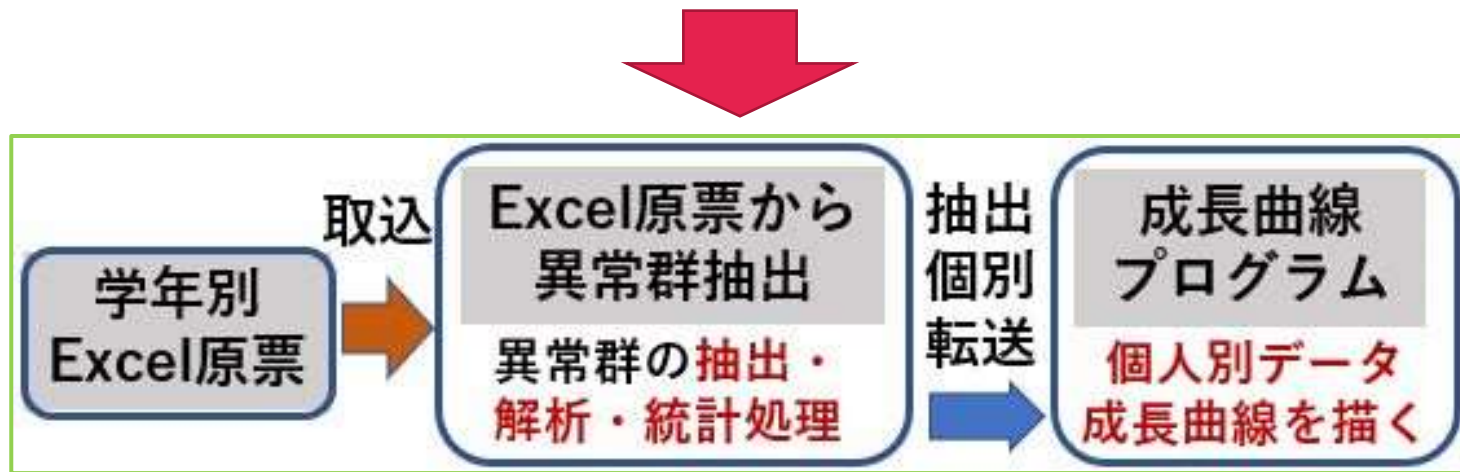 学年別
Excel原票
取込
Excel原票から
異常群抽出
異常群の抽出・
解析・統計処理
抽出
個別
転送
成長曲線
プログラム
個人別データ
成長曲線を描く